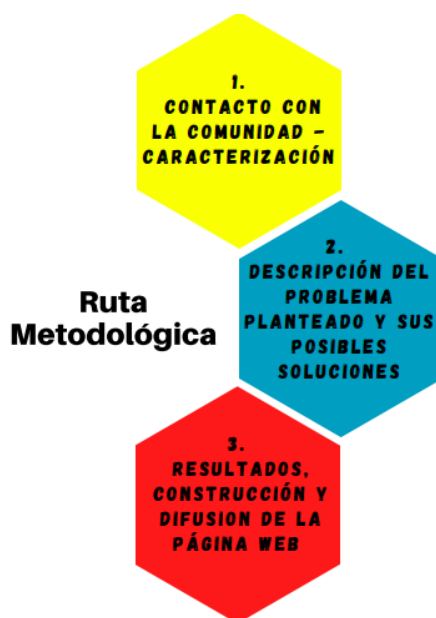 1.
CONTACTO CON
LA COMUNIDAD –
CARACTERIZACIÓN
Ruta
Metodológica
2.
DESCRIPCIÓN DEL
PROBLEMA
PLANTEADO Y SUS
POSIBLES
SOLUCIONES
3.
RESULTADOS,
CONSTRUCCIÓN Y
DIFUSION DE LA
PÁGINA WEB